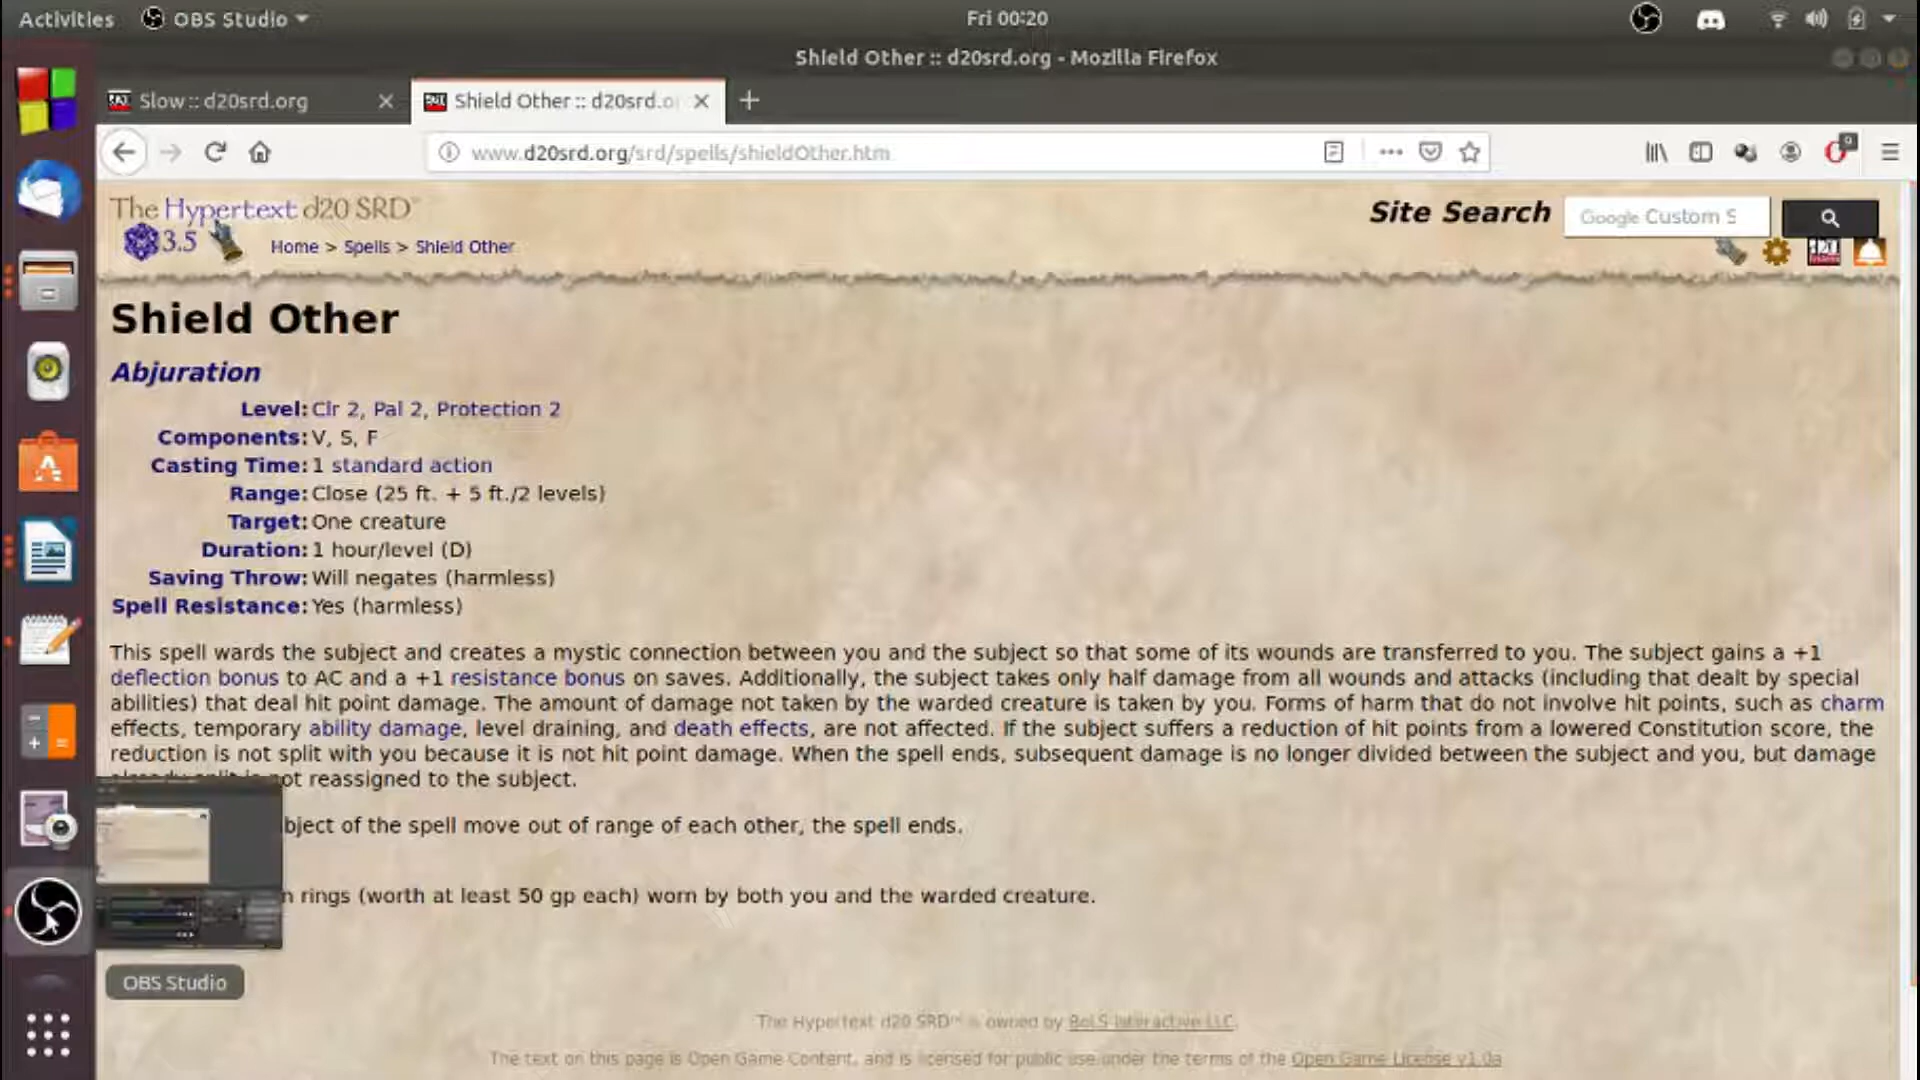 Activities
OBS Studio
Fri 00:20
Shield Other :: d20srd.org - Mozilla Firefox
Slow :: d20srd.org
Shield Other :: d20srd.or
www.d20srd.org/srd/spells/shieldOther.htm
The Hypertext d20 SRD™
3.5
Home > Spells > Shield Other
Site Search
Google Custom S
Shield Other
Abjuration
Level: Clr 2, Pal 2, Protection 2
Components: V, S, F
Casting Time: 1 standard action
Range: Close (25 ft. + 5 ft./2 levels)
Target: One creature
Duration: 1 hour/level (D)
Saving Throw: Will negates (harmless)
Spell Resistance: Yes (harmless)
This spell wards the subject and creates a mystic connection between you and the subject so that some of its wounds are transferred to you. The subject gains a +1
deflection bonus to AC and a +1 resistance bonus on saves. Additionally, the subject takes only half damage from all wounds and attacks (including that dealt by special
abilities) that deal hit point damage. The amount of damage not taken by the warded creature is taken by you. Forms of harm that do not involve hit points, such as charm
effects, temporary ability damage, level draining, and death effects, are not affected. If the subject suffers a reduction of hit points from a lowered Constitution score, the
reduction is not split with you because it is not hit point damage. When the spell ends, subsequent damage is no longer divided between the subject and you, but damage
already split is not reassigned to the subject.
bject of the spell move out of range of each other, the spell ends.
n rings (worth at least 50 gp each) worn by both you and the warded creature.
OBS Studio
The Hypertext d20 SRD™ is owned by BoLS Interactive LLC.
The text on this page is Open Game Content, and is licensed for public use under the terms of the Open Game License v1.0a